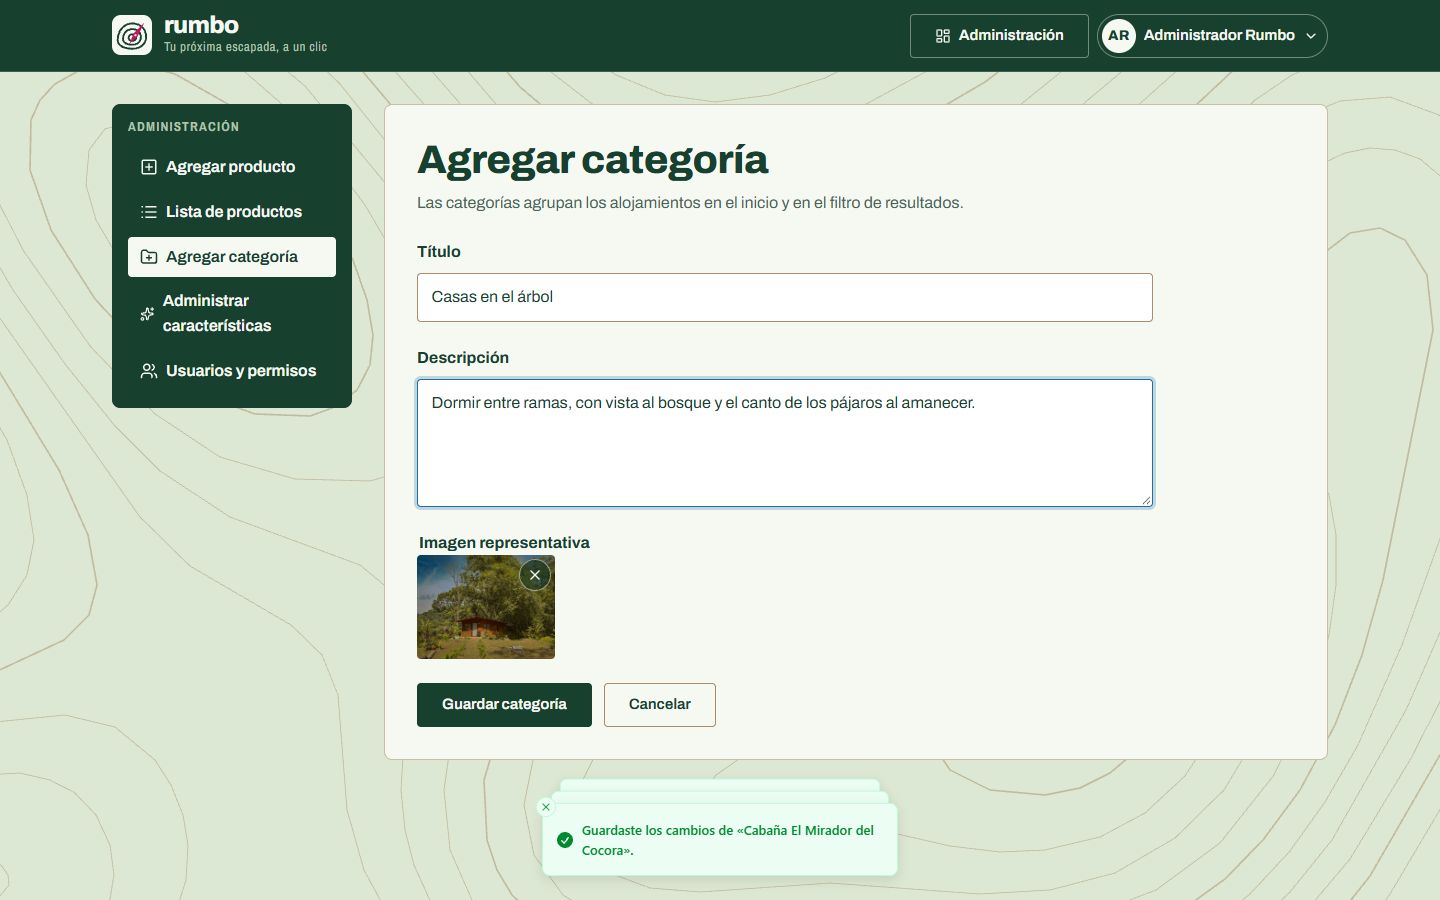 rumbo
Tu próxima escapada, a un clic
Administración
AR
Administrador Rumbo
ADMINISTRACIÓN
Agregar producto
Lista de productos
Agregar categoría
Administrar
características
Usuarios y permisos
Agregar categoría
Las categorías agrupan los alojamientos en el inicio y en el filtro de resultados.
Título
Casas en el árbol
Descripción
Dormir entre ramas, con vista al bosque y el canto de los pájaros al amanecer.
Imagen representativa
Guardar categoría
Cancelar
Guardaste los cambios de «Cabaña El Mirador del
Cocora».